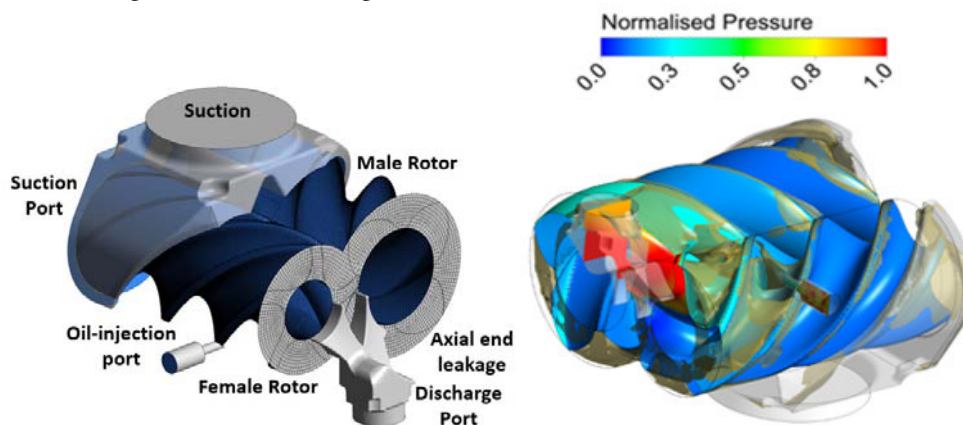 Suction
Male Rotor
Suction
Port
Oil-injection
port
Female Rotor
Axial end
leakage
Discharge
Port
Normalised Pressure
0.0
0.3
0.5
0.8
1.0